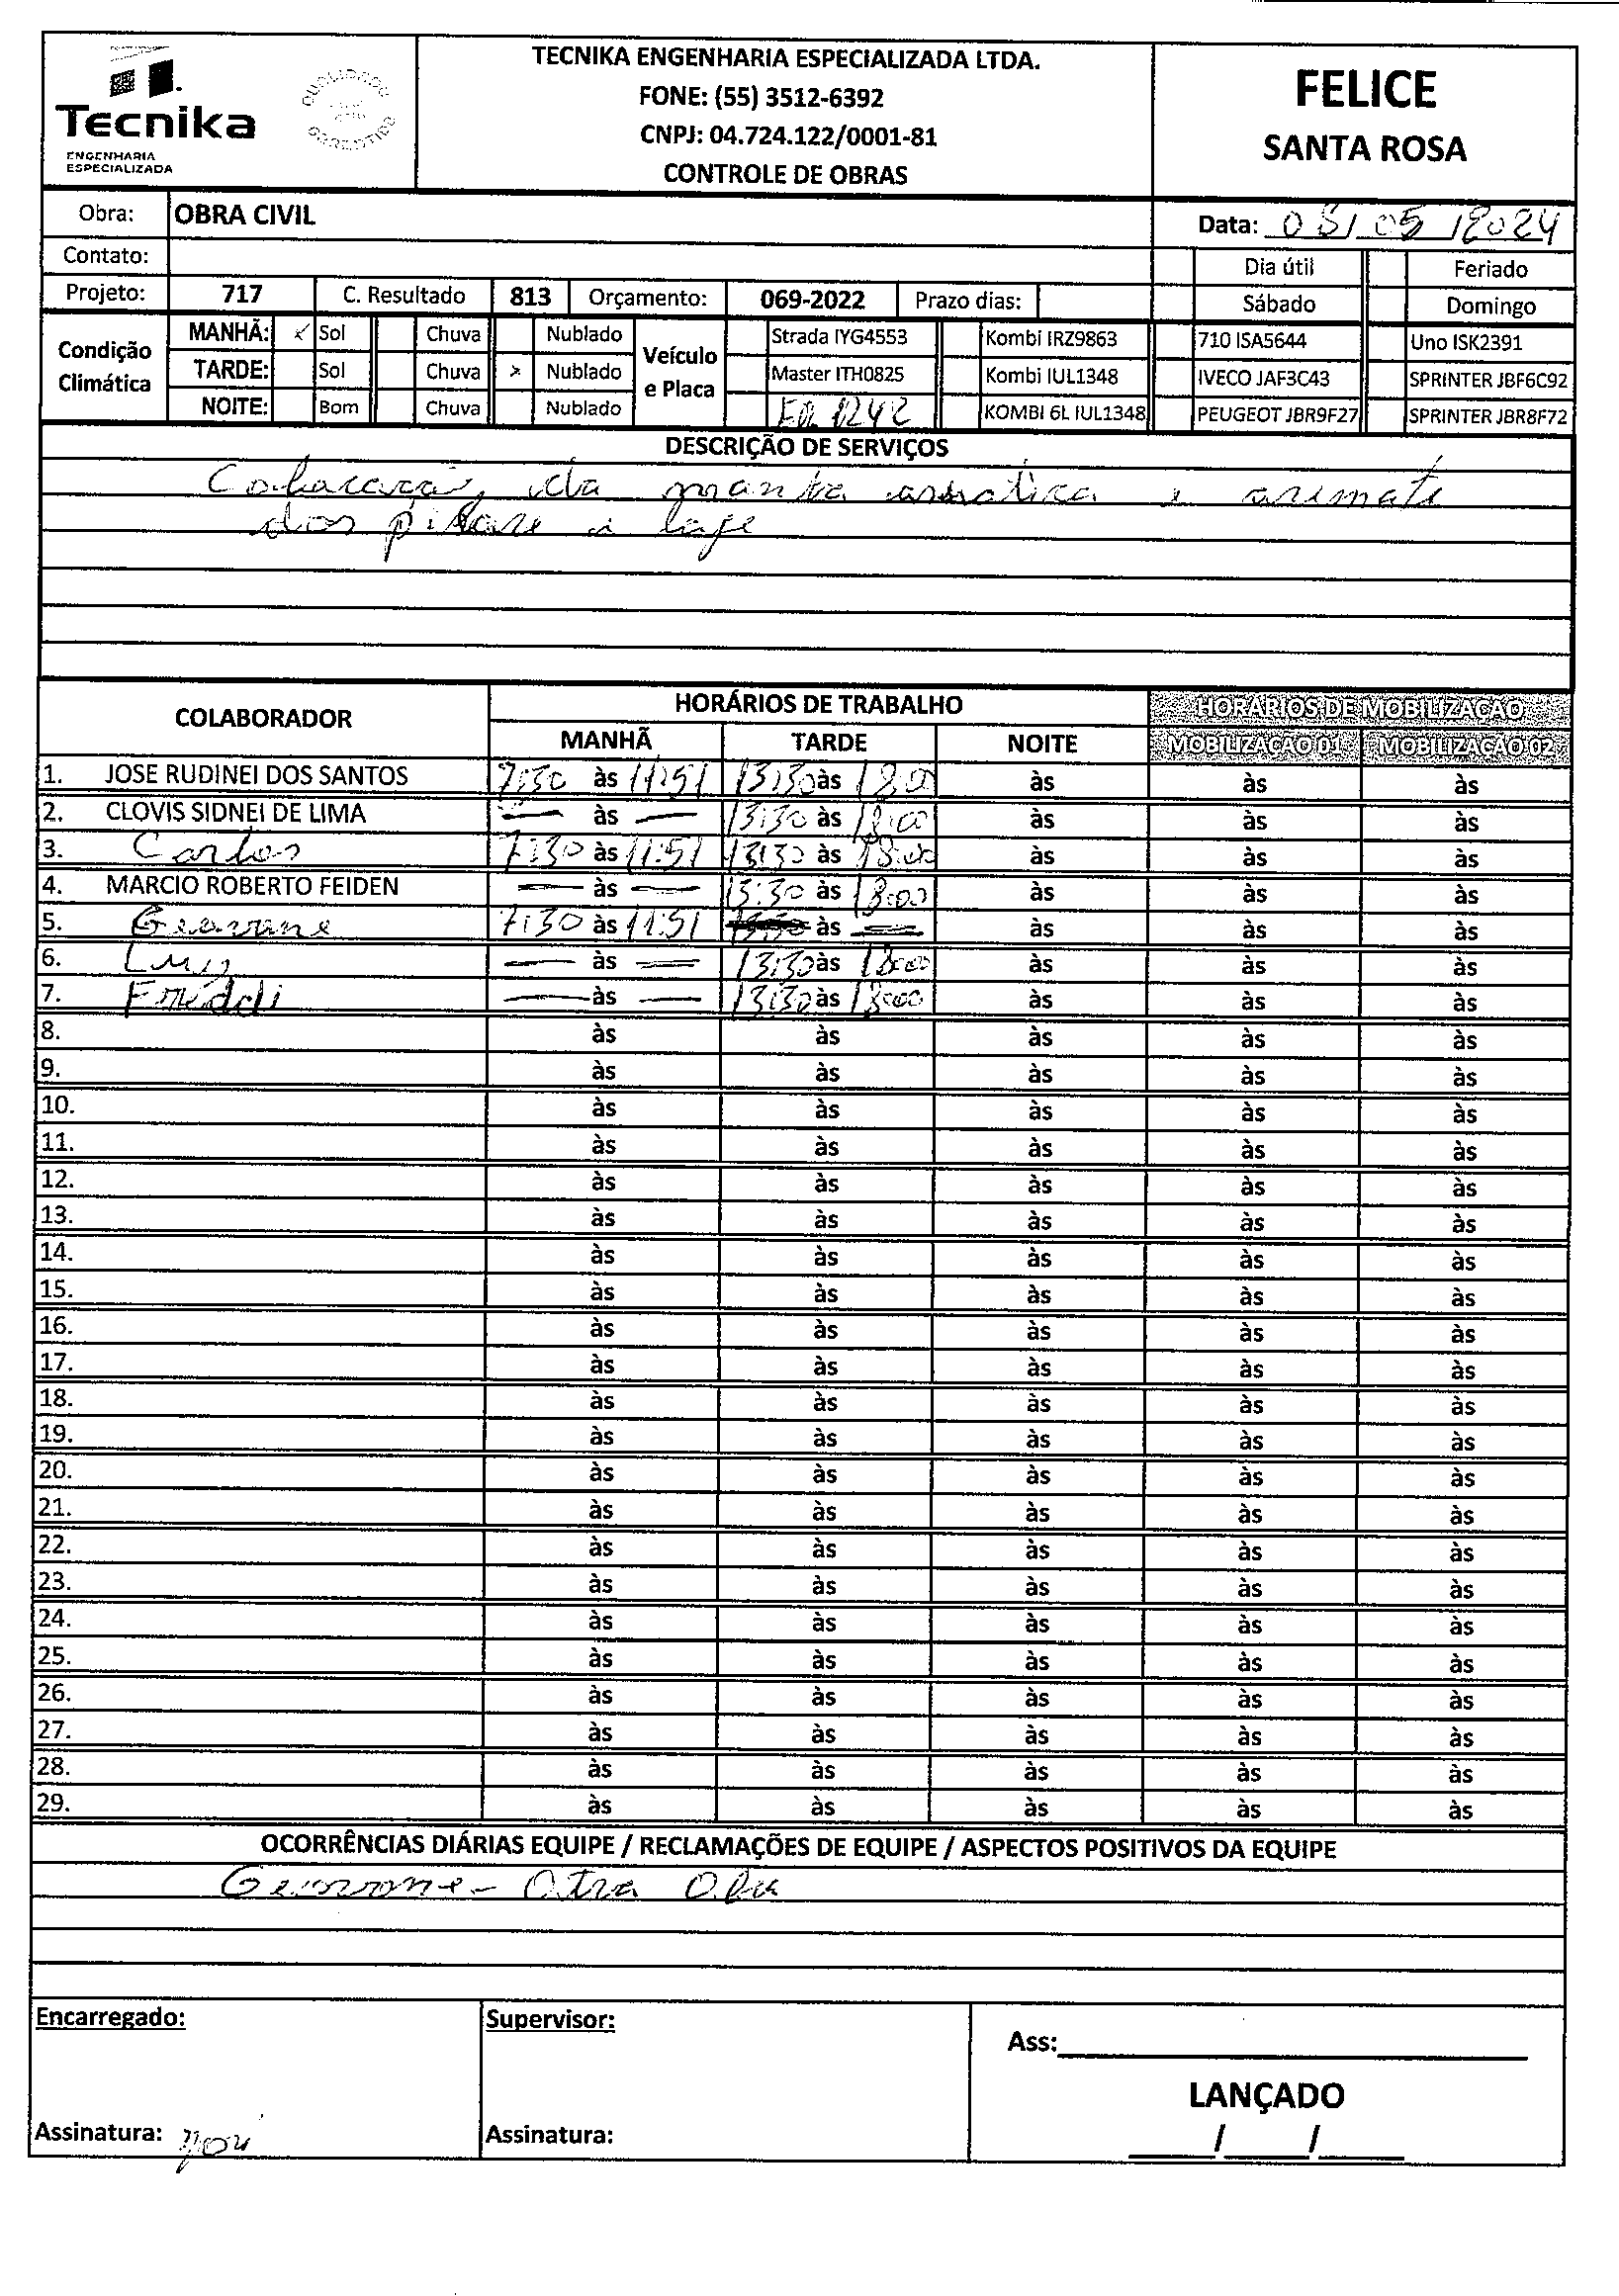 Tecnika
ENGENHARIA
ESPECIALIZADA
TECNIKA ENGENHARIA ESPECIALIZADA LTDA.
FONE: (55) 3512-6392
CNPJ: 04.724.122/0001-81
CONTROLE DE OBRAS
FELICE
SANTA ROSA
Obra: OBRA CIVIL
Data: 03/05/2024
Contato:
Dia útil Feriado
Projeto: 717 C. Resultado 813 Orçamento: 069-2022 Prazo dias:
Sábado Domingo
Condição Climática
MANHÃ: x Sol Chuva Nublado
TARDE: Sol Chuva x Nublado
NOITE: Bom Chuva Nublado
Veículo e Placa
Strada IYG4553 Kombi IRZ9863 710 ISA5644 Uno ISK2391
Master ITH0825 Kombi IUL1348 IVECO JAF3C43 SPRINTER JBF6C92
KOMBI 6L IUL1348 PEUGEOT JBR9F27 SPRINTER JBR8F72
DESCRIÇÃO DE SERVIÇOS
Colocação da manta e arremate
dos pilare laje
COLABORADOR HORÁRIOS DE TRABALHO HORÁRIOS DE MOBILIZAÇÃO
MANHÃ TARDE NOITE MOBILIZAÇÃO 01 MOBILIZAÇÃO 02
1. JOSE RUDINEI DOS SANTOS 7:30 às 11:51 13:30 às 18:00 às às às
2. CLOVIS SIDNEI DE LIMA — às — 13:30 às 18:00 às às às
3. Carlos 7:30 às 11:51 13:30 às 18:00 às às às
4. MARCIO ROBERTO FEIDEN — às — 13:30 às 18:00 às às às
5. Geovane 7:30 às 11:51 às — às às às
6. Luiz — às — 13:30 às 18:00 às às às
7. Freddi — às — 13:30 às 18:00 às às às
8. às às às às às
9. às às às às às
10. às às às às às
11. às às às às às
12. às às às às às
13. às às às às às
14. às às às às às
15. às às às às às
16. às às às às às
17. às às às às às
18. às às às às às
19. às às às às às
20. às às às às às
21. às às às às às
22. às às às às às
23. às às às às às
24. às às às às às
25. às às às às às
26. às às às às às
27. às às às às às
28. às às às às às
29. às às às às às
OCORRÊNCIAS DIÁRIAS EQUIPE / RECLAMAÇÕES DE EQUIPE / ASPECTOS POSITIVOS DA EQUIPE
Geovane - Otra Obra
Encarregado: Supervisor:
Ass:
LANÇADO
Assinatura: Assinatura:
/ /